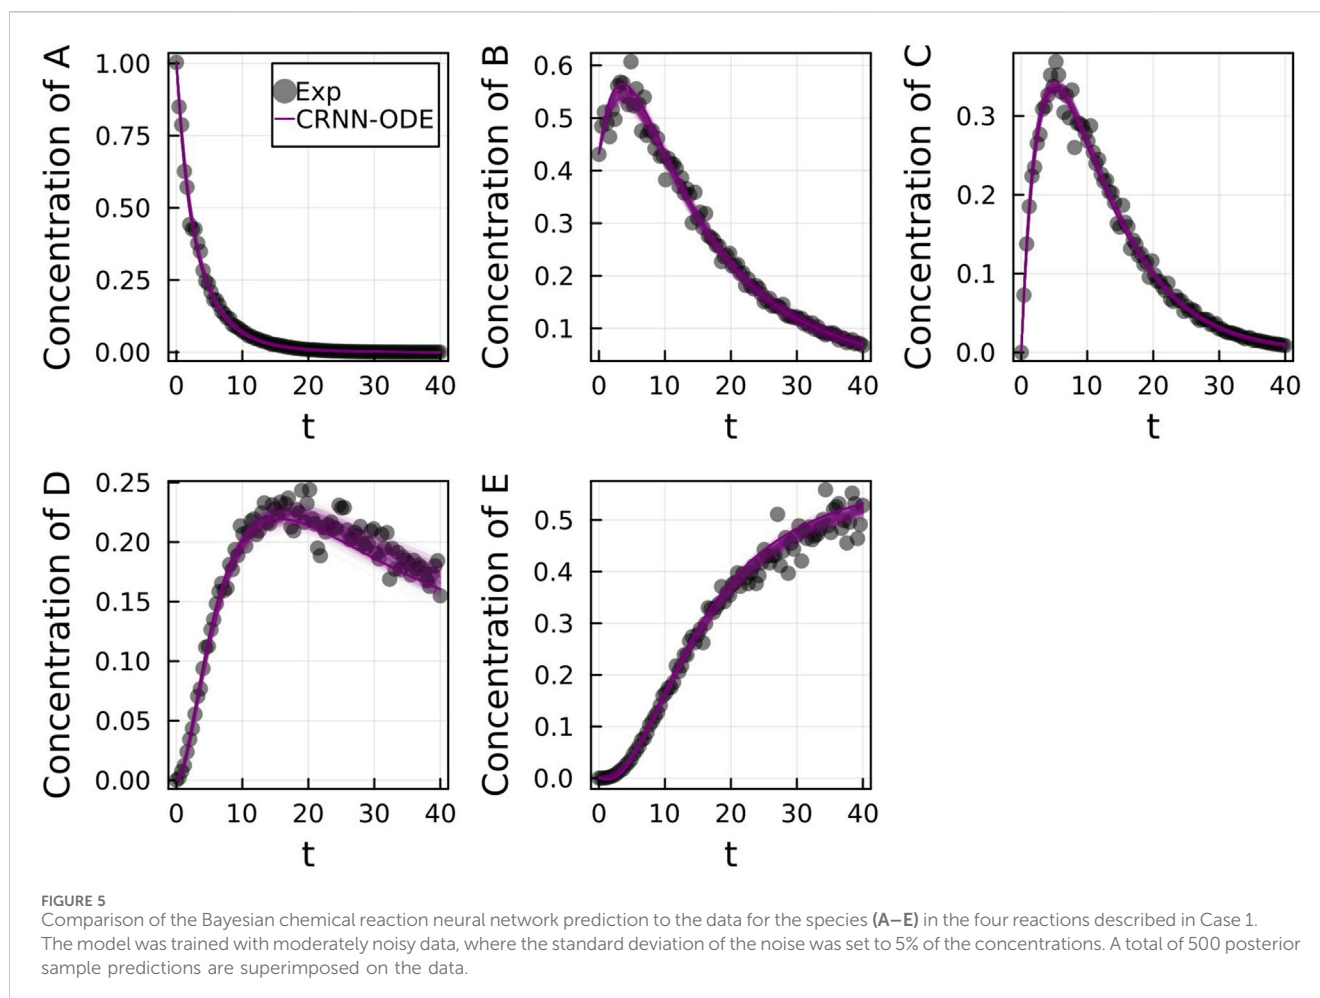 Concentration of A
1.00
0.75
0.50
0.25
0.00
Exp
CRNN-ODE
0 10 20 30 40
t
Concentration of B
0.6
0.5
0.4
0.3
0.2
0.1
0 10 20 30 40
t
Concentration of C
0.3
0.2
0.1
0.0
0 10 20 30 40
t
Concentration of D
0.25
0.20
0.15
0.10
0.05
0.00
0 10 20 30 40
t
Concentration of E
0.5
0.4
0.3
0.2
0.1
0.0
0 10 20 30 40
t
FIGURE 5
Comparison of the Bayesian chemical reaction neural network prediction to the data for the species (A–E) in the four reactions described in Case 1.
The model was trained with moderately noisy data, where the standard deviation of the noise was set to 5% of the concentrations. A total of 500 posterior
sample predictions are superimposed on the data.